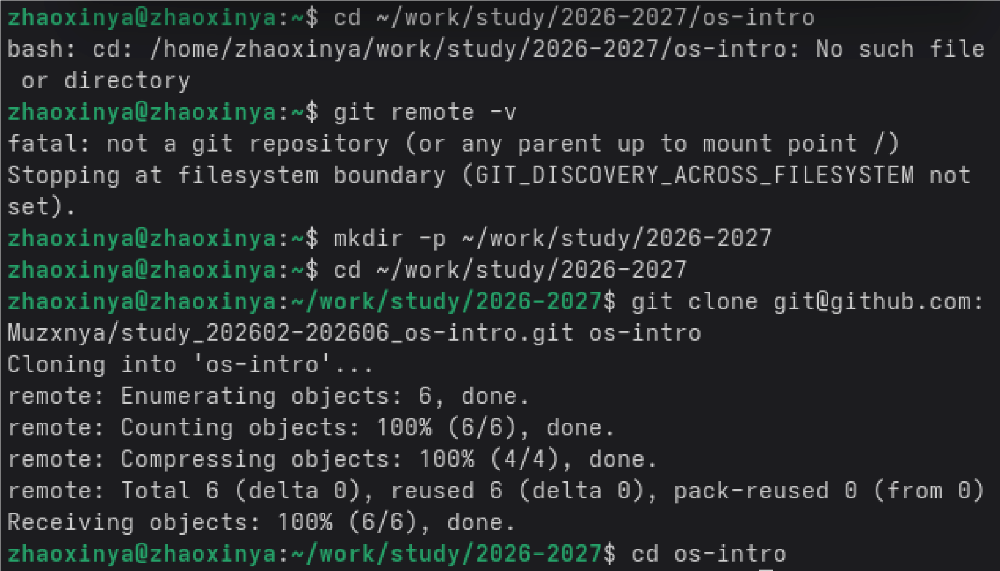 zhaoxinya@zhaoxinya:~$ cd ~/work/study/2026-2027/os-intro
bash: cd: /home/zhaoxinya/work/study/2026-2027/os-intro: No such file
 or directory
zhaoxinya@zhaoxinya:~$ git remote -v
fatal: not a git repository (or any parent up to mount point /)
Stopping at filesystem boundary (GIT_DISCOVERY_ACROSS_FILESYSTEM not
set).
zhaoxinya@zhaoxinya:~$ mkdir -p ~/work/study/2026-2027
zhaoxinya@zhaoxinya:~$ cd ~/work/study/2026-2027
zhaoxinya@zhaoxinya:~/work/study/2026-2027$ git clone git@github.com:
Muzxnya/study_202602-202606_os-intro.git os-intro
Cloning into 'os-intro'...
remote: Enumerating objects: 6, done.
remote: Counting objects: 100% (6/6), done.
remote: Compressing objects: 100% (4/4), done.
remote: Total 6 (delta 0), reused 6 (delta 0), pack-reused 0 (from 0)
Receiving objects: 100% (6/6), done.
zhaoxinya@zhaoxinya:~/work/study/2026-2027$ cd os-intro